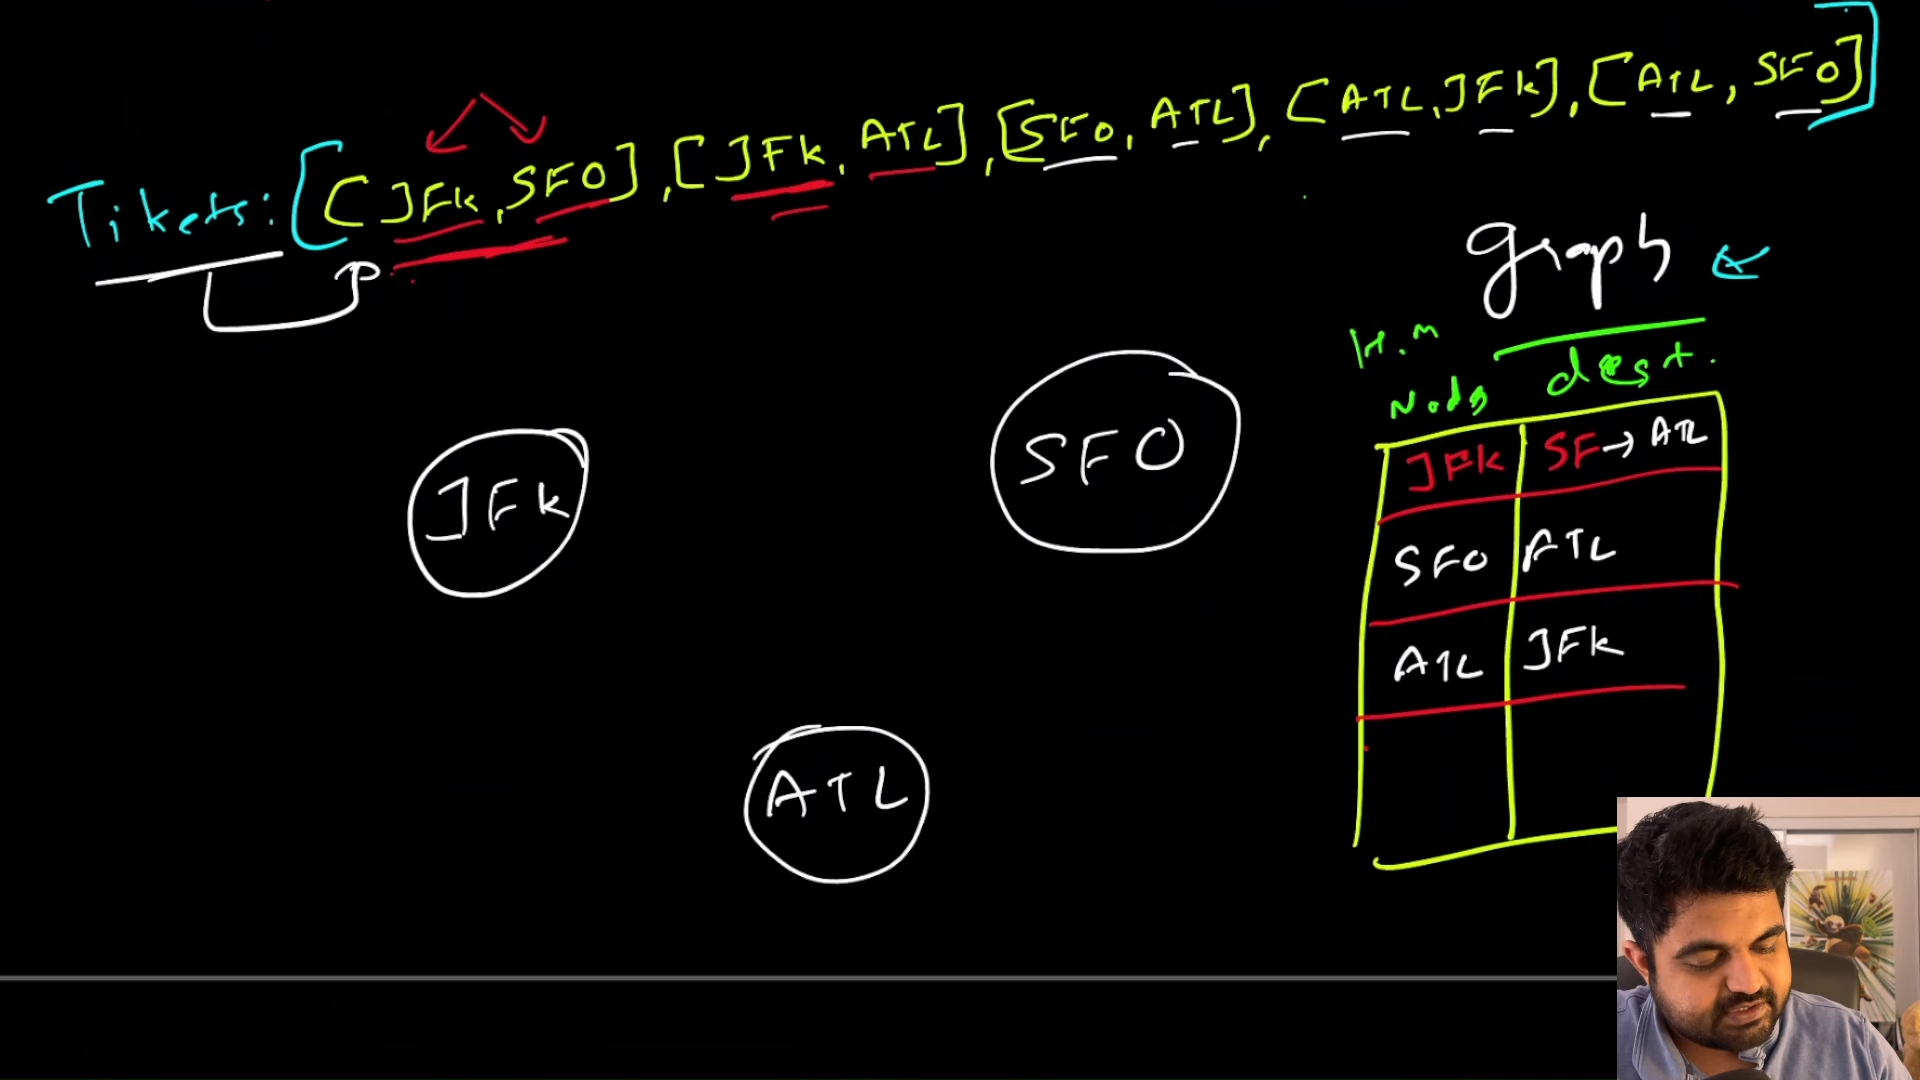 Tikets: [[JFK, SFO], [JFK, ATL], [SFO, ATL], [ATL, JFK], [ATL, SFO]]
graph
H.M
Node dest.
JFK SF → ATL
SFO ATL
ATL JFK
JFK
SFO
ATL